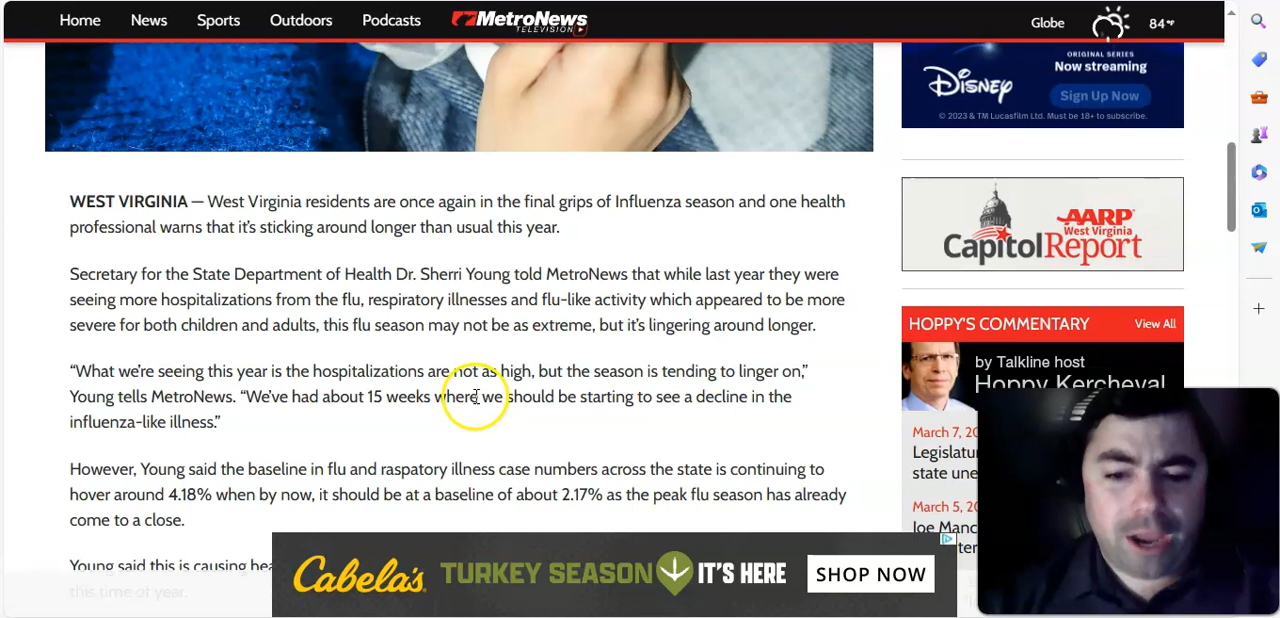 Home News Sports Outdoors Podcasts MetroNews TELEVISION Globe 84°F
WEST VIRGINIA — West Virginia residents are once again in the final grips of Influenza season and one health
professional warns that it's sticking around longer than usual this year.
Secretary for the State Department of Health Dr. Sherri Young told MetroNews that while last year they were
seeing more hospitalizations from the flu, respiratory illnesses and flu-like activity which appeared to be more
severe for both children and adults, this flu season may not be as extreme, but it's lingering around longer.
“What we're seeing this year is the hospitalizations are not as high, but the season is tending to linger on,”
Young tells MetroNews. “We've had about 15 weeks where we should be starting to see a decline in the
influenza-like illness.”
However, Young said the baseline in flu and raspatory illness case numbers across the state is continuing to
hover around 4.18% when by now, it should be at a baseline of about 2.17% as the peak flu season has already
come to a close.
Young said this is causing
this time of year.
ORIGINAL SERIES
Now streaming
Disney
Sign Up Now
© 2023 & TM Lucasfilm Ltd. Must be 18+ to subscribe.
AARP
West Virginia
Capitol Report
HOPPY'S COMMENTARY View All
by Talkline host
Hoppy Kercheval
March 7,
state
March 5,
Cabela's TURKEY SEASON IT'S HERE SHOP NOW